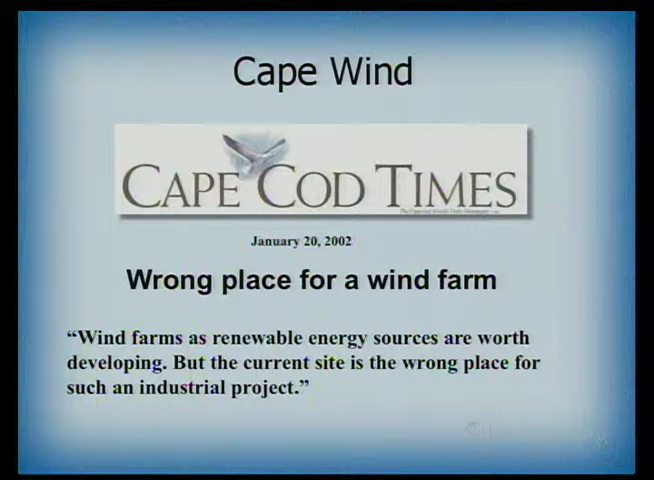 Cape Wind
CAPE COD TIMES
January 20, 2002
Wrong place for a wind farm
“Wind farms as renewable energy sources are worth
developing. But the current site is the wrong place for
such an industrial project.”